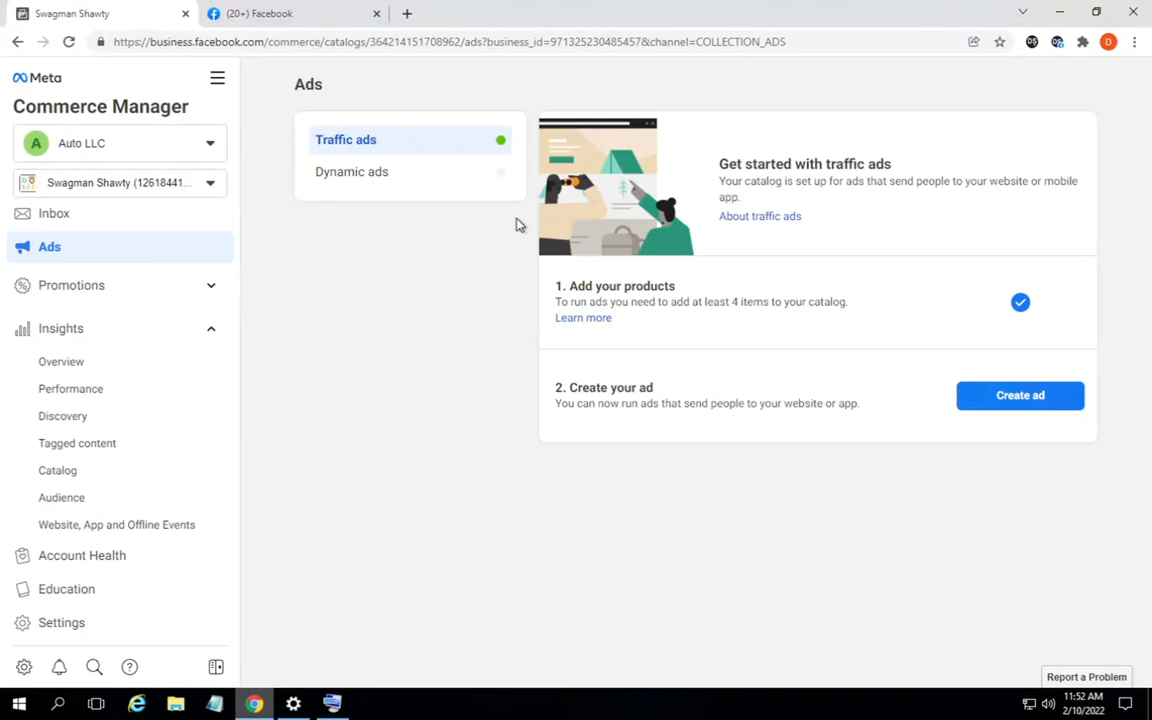 Swagman Shawty
(20+) Facebook
https://business.facebook.com/commerce/catalogs/364214151708962/ads?business_id=971325230485457&channel=COLLECTION_ADS
Meta
Commerce Manager
A
Auto LLC
Swagman Shawty (12618441...
Inbox
Ads
Promotions
Insights
Overview
Performance
Discovery
Tagged content
Catalog
Audience
Website, App and Offline Events
Account Health
Education
Settings
Ads
Traffic ads
Dynamic ads
Get started with traffic ads
Your catalog is set up for ads that send people to your website or mobile
app.
About traffic ads
1. Add your products
To run ads you need to add at least 4 items to your catalog.
Learn more
2. Create your ad
You can now run ads that send people to your website or app.
Create ad
Report a Problem
11:52 AM
2/10/2022